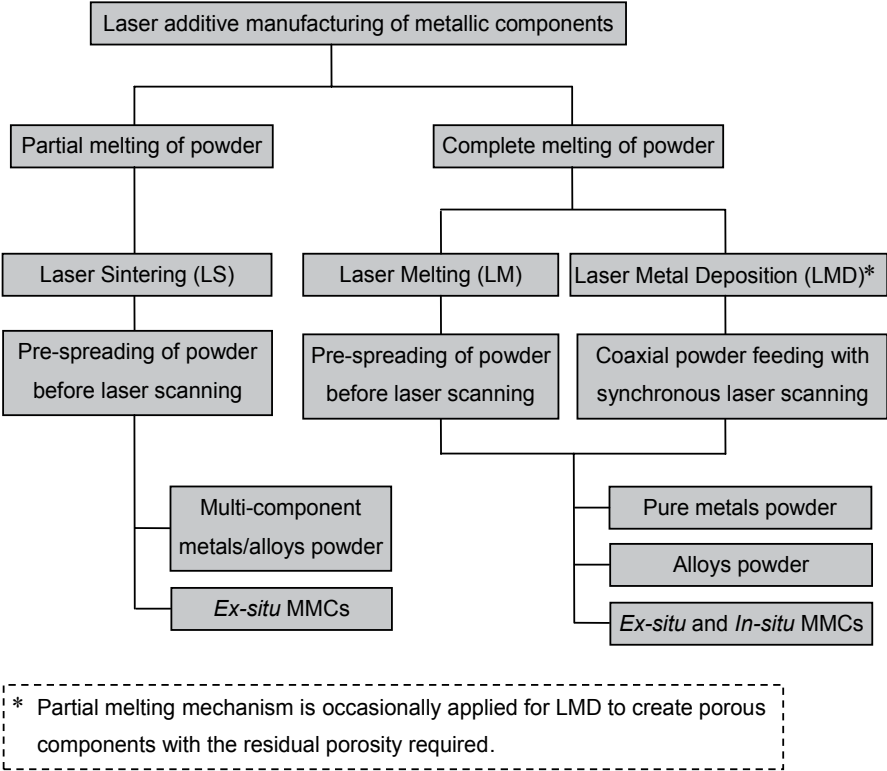 Laser additive manufacturing of metallic components
Partial melting of powder
Complete melting of powder
Laser Sintering (LS)
Laser Melting (LM)
Laser Metal Deposition (LMD)*
Pre-spreading of powder
before laser scanning
Pre-spreading of powder
before laser scanning
Coaxial powder feeding with
synchronous laser scanning
Multi-component
metals/alloys powder
Ex-situ MMCs
Pure metals powder
Alloys powder
Ex-situ and In-situ MMCs
* Partial melting mechanism is occasionally applied for LMD to create porous
components with the residual porosity required.